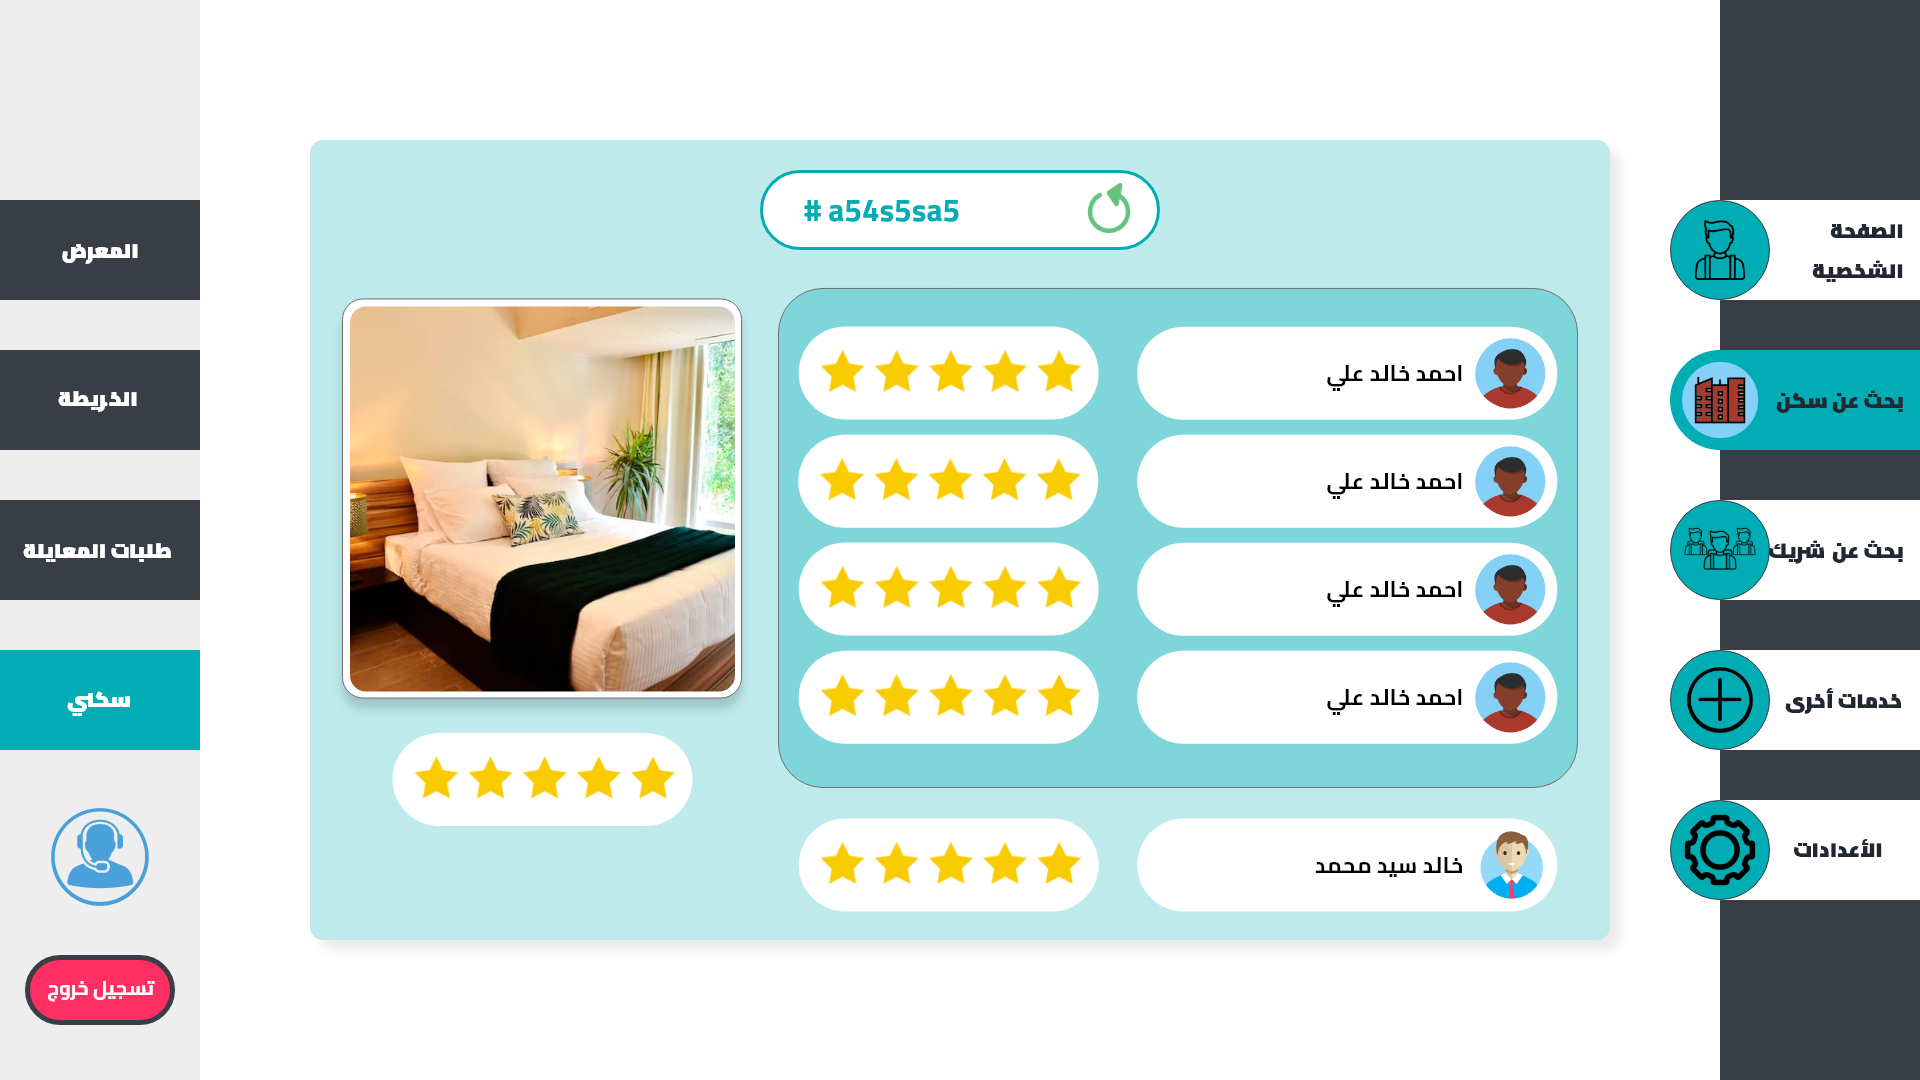 الصفحة
الشخصية
بحث عن سكن
بحث عن شريك
خدمات أخرى
الأعدادات
# a54s5sa5
احمد خالد علي
احمد خالد علي
احمد خالد علي
احمد خالد علي
خالد سيد محمد
المعرض
الخريطة
طلبات المعاينة
سكني
تسجيل خروج